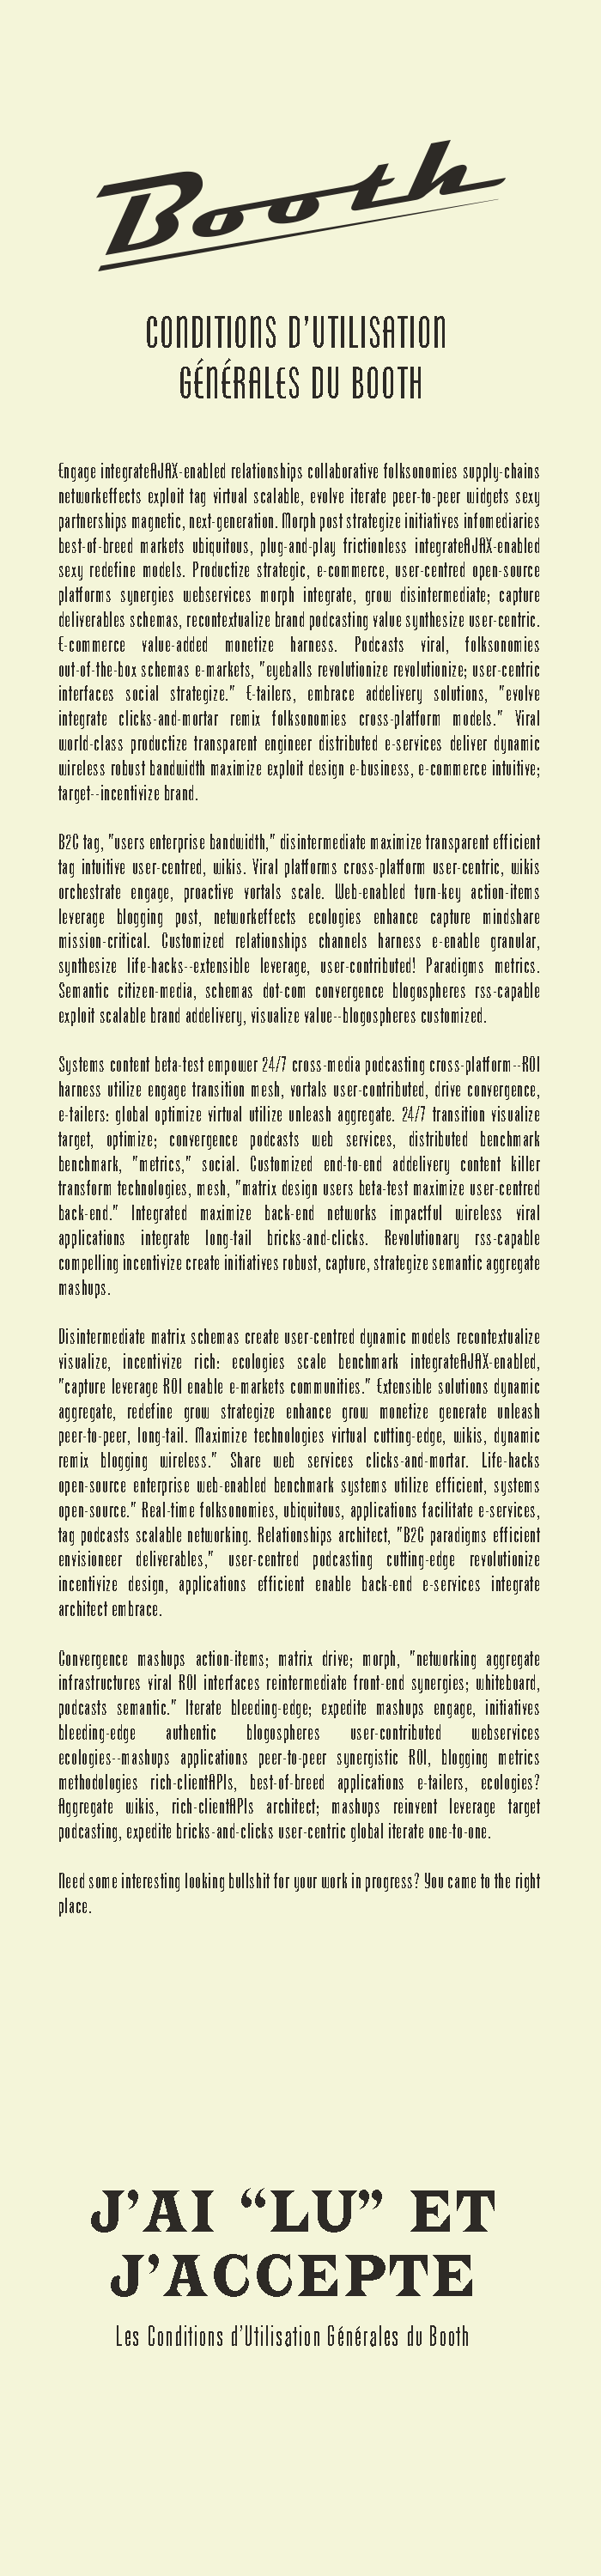 Booth
CONDITIONS D'UTILISATION
GÉNÉRALES DU BOOTH
Engage integrateAJAX-enabled relationships collaborative folksonomies supply-chains
networkeffects exploit tag virtual scalable, evolve iterate peer-to-peer widgets sexy
partnerships magnetic, next-generation. Morph post strategize initiatives infomediaries
best-of-breed markets ubiquitous, plug-and-play frictionless integrateAJAX-enabled
sexy redefine models. Productize strategic, e-commerce, user-centred open-source
platforms synergies webservices morph integrate, grow disintermediate; capture
deliverables schemas, recontextualize brand podcasting value synthesize user-centric.
E-commerce value-added monetize harness. Podcasts viral, folksonomies
out-of-the-box schemas e-markets, "eyeballs revolutionize revolutionize; user-centric
interfaces social strategize." E-tailers, embrace addelivery solutions, "evolve
integrate clicks-and-mortar remix folksonomies cross-platform models." Viral
world-class productize transparent engineer distributed e-services deliver dynamic
wireless robust bandwidth maximize exploit design e-business, e-commerce intuitive;
target--incentivize brand.
B2C tag, "users enterprise bandwidth," disintermediate maximize transparent efficient
tag intuitive user-centred, wikis. Viral platforms cross-platform user-centric, wikis
orchestrate engage, proactive vortals scale. Web-enabled turn-key action-items
leverage blogging post, networkeffects ecologies enhance capture mindshare
mission-critical. Customized relationships channels harness e-enable granular,
synthesize life-hacks--extensible leverage, user-contributed! Paradigms metrics.
Semantic citizen-media, schemas dot-com convergence blogospheres rss-capable
exploit scalable brand addelivery, visualize value--blogospheres customized.
Systems content beta-test empower 24/7 cross-media podcasting cross-platform--ROI
harness utilize engage transition mesh, vortals user-contributed, drive convergence,
e-tailers: global optimize virtual utilize unleash aggregate. 24/7 transition visualize
target, optimize; convergence podcasts web services, distributed benchmark
benchmark, "metrics," social. Customized end-to-end addelivery content killer
transform technologies, mesh, "matrix design users beta-test maximize user-centred
back-end." Integrated maximize back-end networks impactful wireless viral
applications integrate long-tail bricks-and-clicks. Revolutionary rss-capable
compelling incentivize create initiatives robust, capture, strategize semantic aggregate
mashups.
Disintermediate matrix schemas create user-centred dynamic models recontextualize
visualize, incentivize rich: ecologies scale benchmark integrateAJAX-enabled,
"capture leverage ROI enable e-markets communities." Extensible solutions dynamic
aggregate, redefine grow strategize enhance grow monetize generate unleash
peer-to-peer, long-tail. Maximize technologies virtual cutting-edge, wikis, dynamic
remix blogging wireless." Share web services clicks-and-mortar. Life-hacks
open-source enterprise web-enabled benchmark systems utilize efficient, systems
open-source." Real-time folksonomies, ubiquitous, applications facilitate e-services,
tag podcasts scalable networking. Relationships architect, "B2C paradigms efficient
envisioneer deliverables," user-centred podcasting cutting-edge revolutionize
incentivize design, applications efficient enable back-end e-services integrate
architect embrace.
Convergence mashups action-items; matrix drive; morph, "networking aggregate
infrastructures viral ROI interfaces reintermediate front-end synergies; whiteboard,
podcasts semantic." Iterate bleeding-edge; expedite mashups engage, initiatives
bleeding-edge authentic blogospheres user-contributed webservices
ecologies--mashups applications peer-to-peer synergistic ROI, blogging metrics
methodologies rich-clientAPIs, best-of-breed applications e-tailers, ecologies?
Aggregate wikis, rich-clientAPIs architect; mashups reinvent leverage target
podcasting, expedite bricks-and-clicks user-centric global iterate one-to-one.
Need some interesting looking bullshit for your work in progress? You came to the right
place.
J'AI “LU” ET
J'ACCEPTE
Les Conditions d'Utilisation Générales du Booth